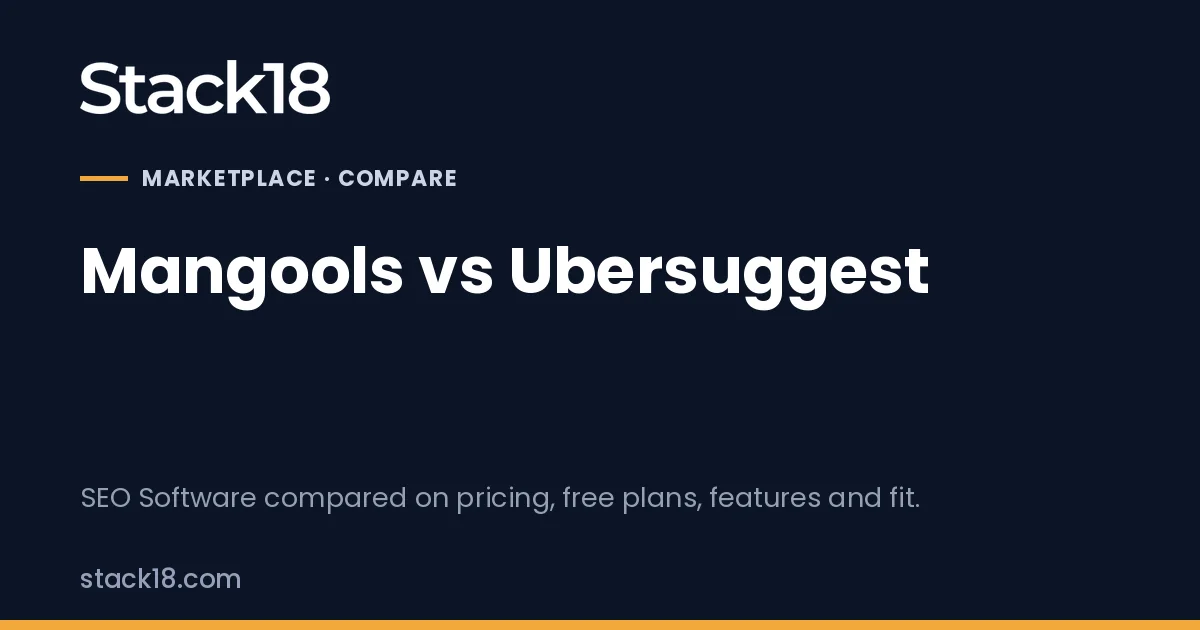 Stack18
MARKETPLACE · COMPARE
Mangools vs Ubersuggest
SEO Software compared on pricing, free plans, features and fit.
stack18.com